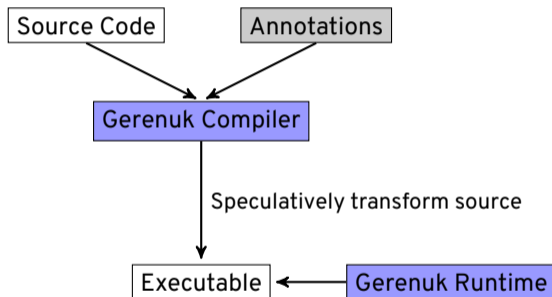 Source Code
Annotations
Gerenuk Compiler
Speculatively transform source
Executable
Gerenuk Runtime